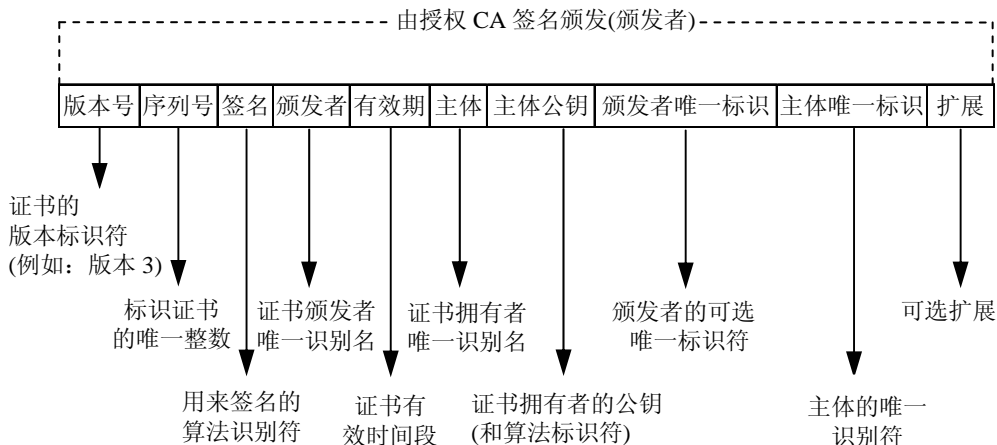 由授权 CA 签名颁发(颁发者)
版本号 序列号 签名 颁发者 有效期 主体 主体公钥 颁发者唯一标识 主体唯一标识 扩展
证书的
版本标识符
(例如：版本 3)
标识证书
的唯一整数
证书颁发者
唯一识别名
证书拥有者
唯一识别名
颁发者的可选
唯一标识符
可选扩展
用来签名的
算法识别符
证书有
效时间段
证书拥有者的公钥
(和算法标识符)
主体的唯一
识别符